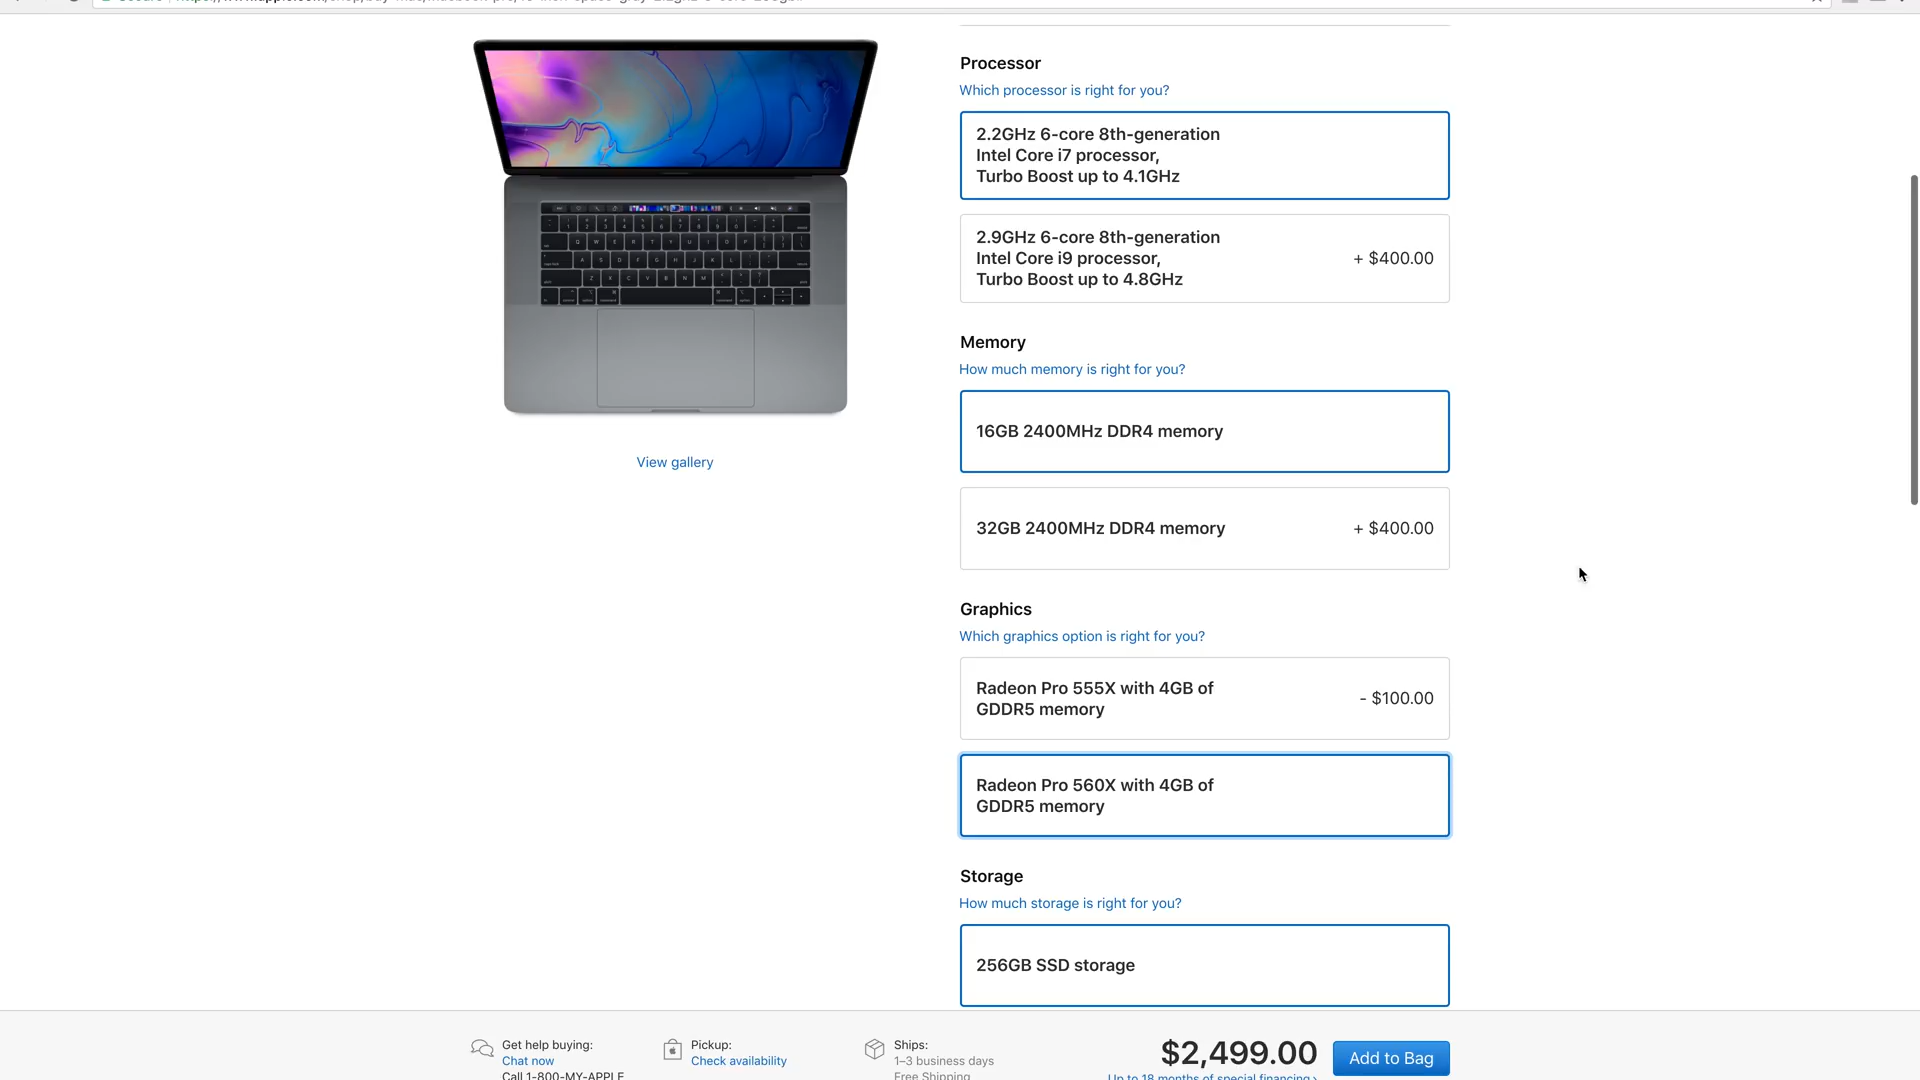 Processor
Which processor is right for you?
2.2GHz 6-core 8th-generation
Intel Core i7 processor,
Turbo Boost up to 4.1GHz
2.9GHz 6-core 8th-generation
Intel Core i9 processor,
Turbo Boost up to 4.8GHz
+ $400.00
Memory
How much memory is right for you?
16GB 2400MHz DDR4 memory
32GB 2400MHz DDR4 memory
+ $400.00
Graphics
Which graphics option is right for you?
Radeon Pro 555X with 4GB of
GDDR5 memory
- $100.00
Radeon Pro 560X with 4GB of
GDDR5 memory
Storage
How much storage is right for you?
256GB SSD storage
View gallery
Get help buying:
Chat now
Call 1-800-MY-APPLE
Pickup:
Check availability
Ships:
1–3 business days
Free Shipping
$2,499.00
Up to 18 months of special financing ›
Add to Bag